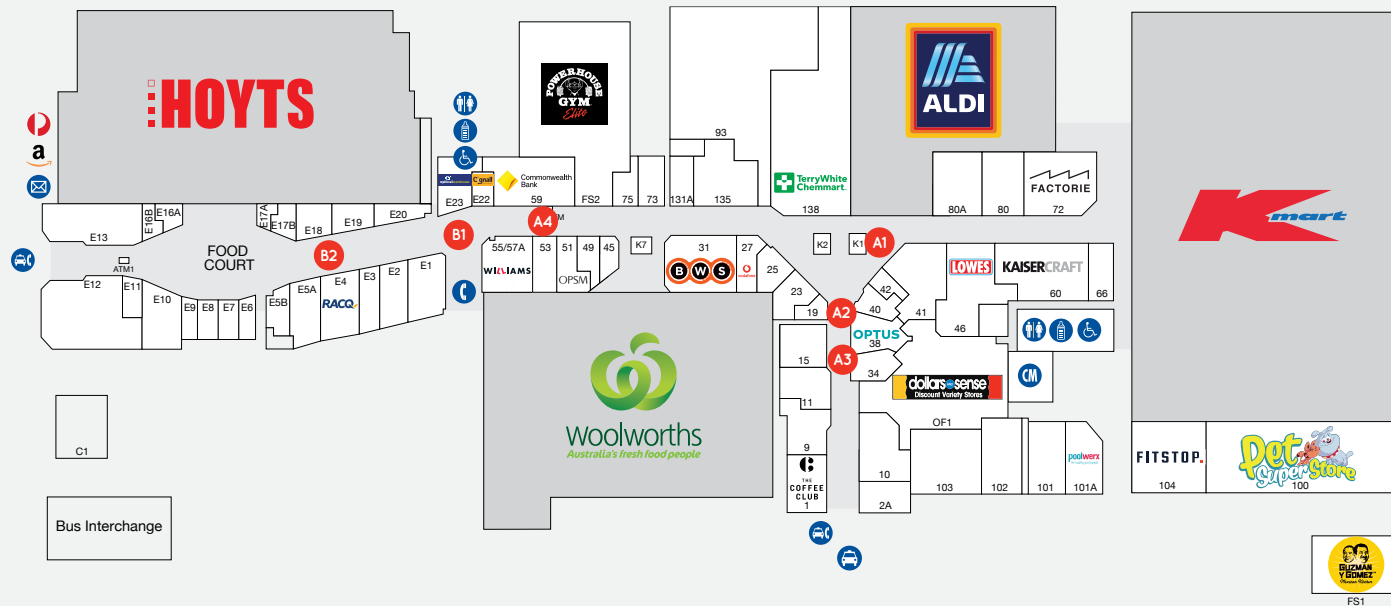 HOYTS
POWERHOUSE
GYM
Elite
ALDI
Kmart
a
93
TerryWhite
Chemmart
FACTORIE
Commonwealth
Bank
C gnall
E23
E22
59
FS2
75
73
131A
135
138
80A
80
72
E13
E16B
E16A
E17A
E17B
E18
E19
E20
FOOD
COURT
ATM1
B2
B1
A4
A1
K7
K2
K1
55/57A
53
51
49
45
WILLIAMS
OPSM
31
BWS
27
vodafone
25
23
19
42
40
41
LOWES
KAISERCRAFT
60
66
46
E12
E11
E10
E9
E8
E7
E6
E5B
E5A
E4
RACQ
E3
E2
E1
A2
OPTUS
38
A3
34
15
11
9
Woolworths
Australia's fresh food people
dollars and sense
Discount Variety Stores
CM
OF1
C1
Bus Interchange
THE
COFFEE
CLUB
1
10
2A
103
102
101
poolwerx
101A
FITSTOP.
104
Pet
Super Store
100
GUZMAN
Y GOMEZ
Mexican Kitchen
FS1